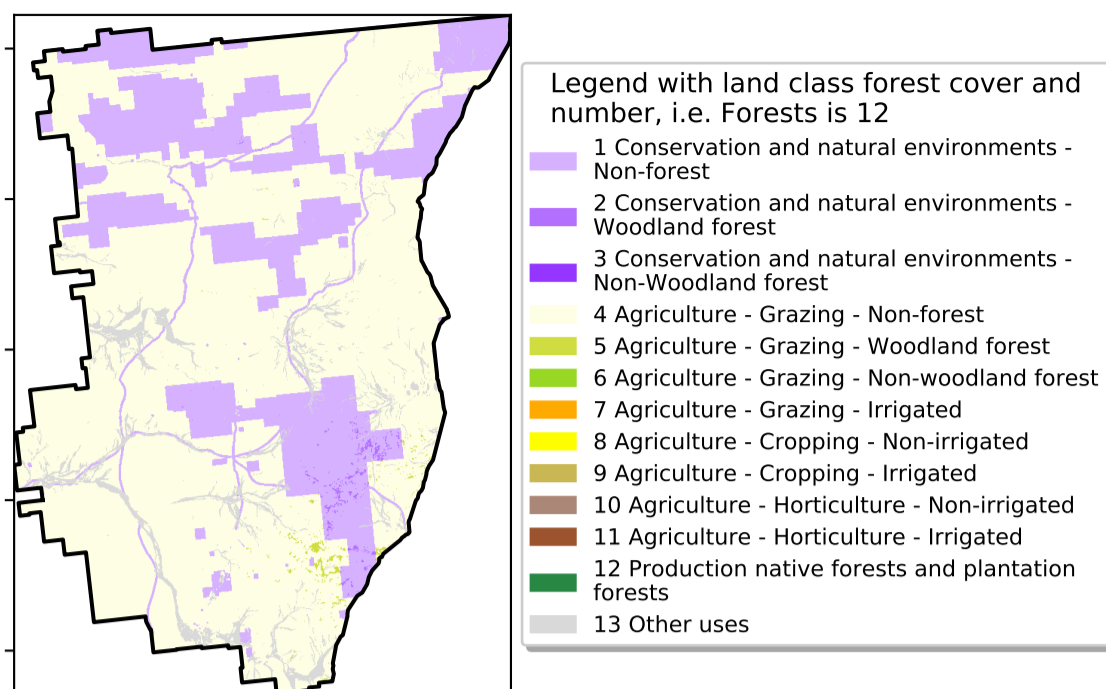 Legend with land class forest cover and
number, i.e. Forests is 12
1 Conservation and natural environments -
Non-forest
2 Conservation and natural environments -
Woodland forest
3 Conservation and natural environments -
Non-Woodland forest
4 Agriculture - Grazing - Non-forest
5 Agriculture - Grazing - Woodland forest
6 Agriculture - Grazing - Non-woodland forest
7 Agriculture - Grazing - Irrigated
8 Agriculture - Cropping - Non-irrigated
9 Agriculture - Cropping - Irrigated
10 Agriculture - Horticulture - Non-irrigated
11 Agriculture - Horticulture - Irrigated
12 Production native forests and plantation
forests
13 Other uses